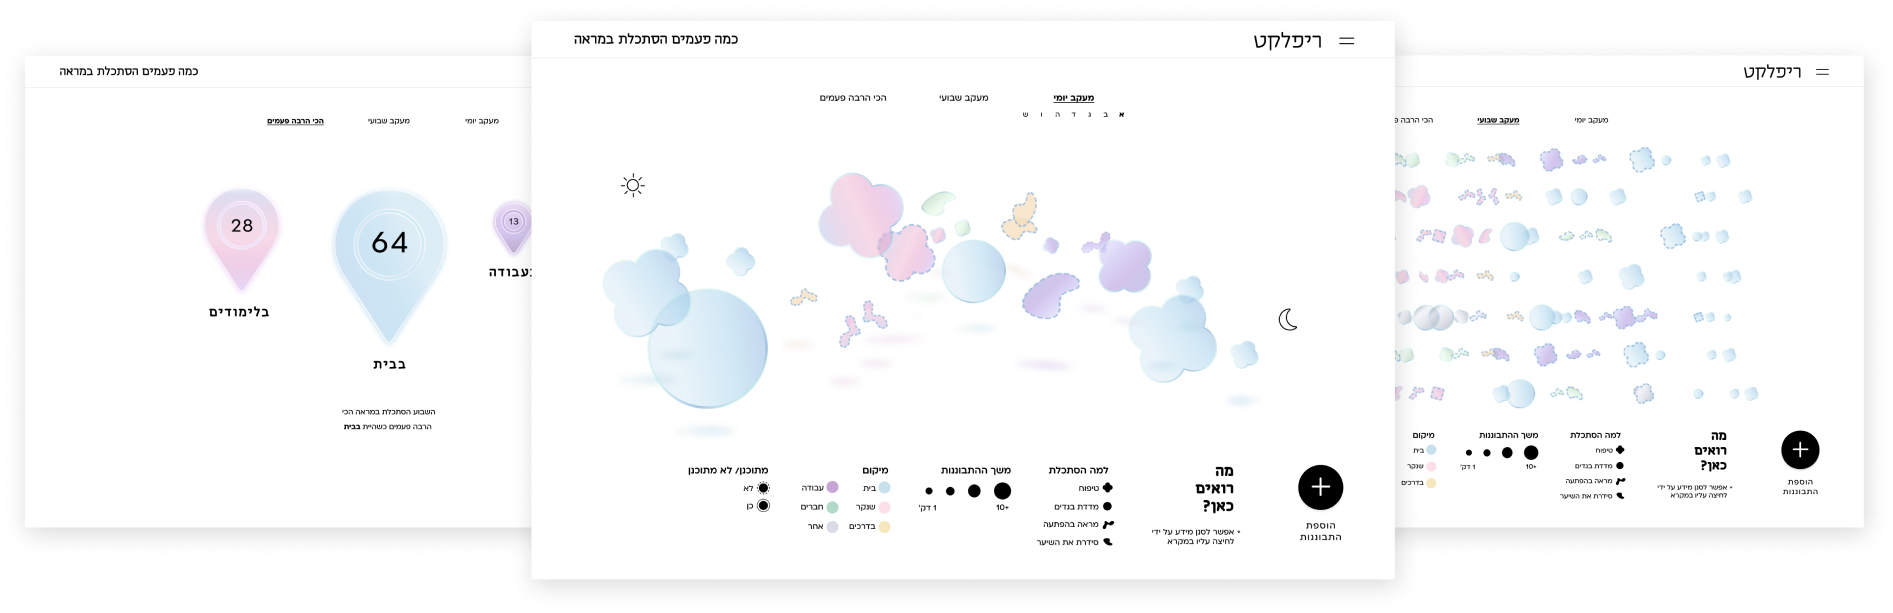 ריפלקט
כמה פעמים הסתכלת במראה
מעקב יומי
מעקב שבועי
הכי הרבה פעמים
א ב ג ד ה ו ש
הוספת
התבוננות
מה
רואים
כאן?
* אפשר לסנן מידע על ידי
לחיצה עליו במקרא
למה הסתכלת
טיפוח
מדדת בגדים
מראה בהפתעה
סידרת את השיער
משך ההתבוננות
10+
1 דק'
מיקום
בית
שנקר
בדרכים
עבודה
חברים
אחר
מתוכנן/ לא מתוכנן
לא
כן
ריפלקט
מעקב יומי
מעקב שבועי
הכי הרבה
הוספת
התבוננות
מה
רואים
כאן?
* אפשר לסנן מידע על ידי
לחיצה עליו במקרא
למה הסתכלת
טיפוח
מדדת בגדים
מראה בהפתעה
סידרת את השיער
משך ההתבוננות
10+
1 דק'
מיקום
בית
שנקר
בדרכים
כמה פעמים הסתכלת במראה
מעקב יומי
מעקב שבועי
הכי הרבה פעמים
13
עבודה
64
בבית
28
בלימודים
השבוע הסתכלת במראה הכי
הרבה פעמים כשהיית בבית